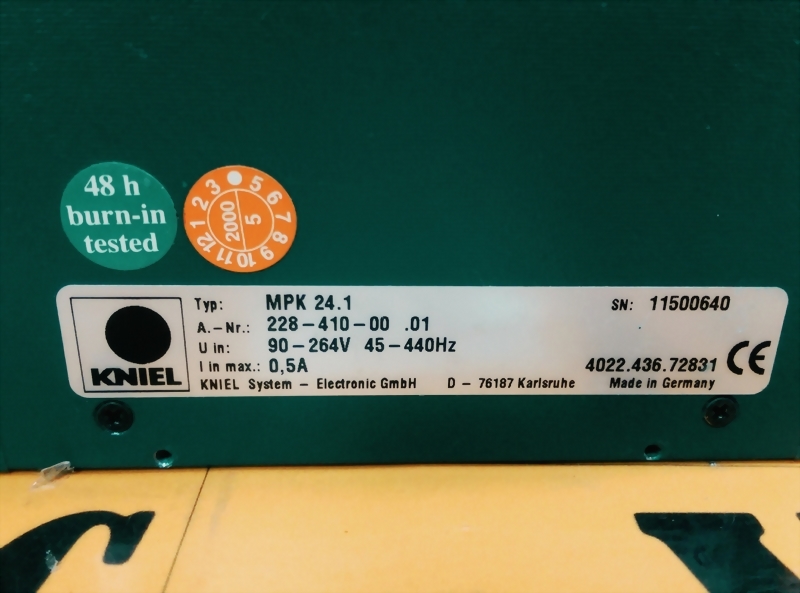 48 h
burn-in
tested
1 2 3 5 6 7 8 9 10 11 12
2000
5
KNIEL
Typ: MPK 24.1
SN: 11500640
A.-Nr.: 228-410-00 .01
U in: 90-264V 45-440Hz
I in max.: 0,5A
4022.436.72831 CE
KNIEL System - Electronic GmbH D - 76187 Karlsruhe Made in Germany